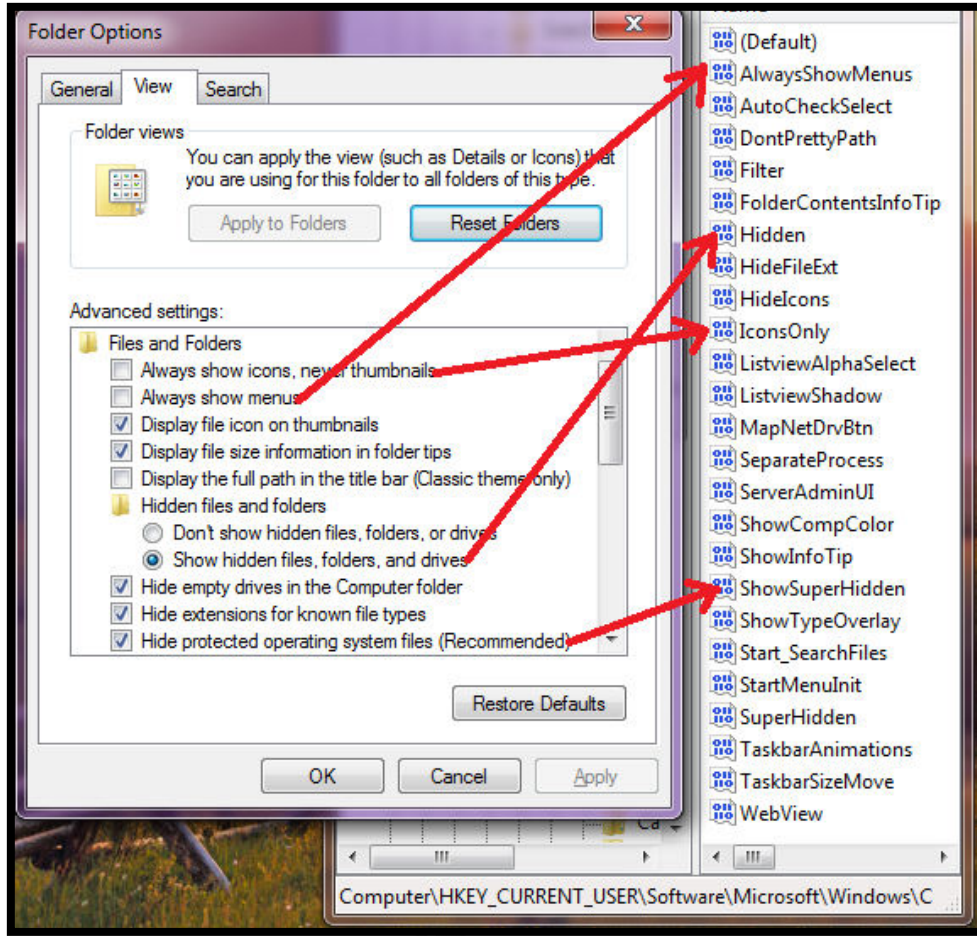 Folder Options
General
View
Search
Folder views
You can apply the view (such as Details or Icons) that
you are using for this folder to all folders of this type.
Apply to Folders
Reset Folders
Advanced settings:
Files and Folders
Always show icons, never thumbnails
Always show menus
Display file icon on thumbnails
Display file size information in folder tips
Display the full path in the title bar (Classic theme only)
Hidden files and folders
Don't show hidden files, folders, or drives
Show hidden files, folders, and drives
Hide empty drives in the Computer folder
Hide extensions for known file types
Hide protected operating system files (Recommended)
Restore Defaults
OK
Cancel
Apply
(Default)
AlwaysShowMenus
AutoCheckSelect
DontPrettyPath
Filter
FolderContentsInfoTip
Hidden
HideFileExt
HideIcons
IconsOnly
ListviewAlphaSelect
ListviewShadow
MapNetDrvBtn
SeparateProcess
ServerAdminUI
ShowCompColor
ShowInfoTip
ShowSuperHidden
ShowTypeOverlay
Start_SearchFiles
StartMenuInit
SuperHidden
TaskbarAnimations
TaskbarSizeMove
WebView
Ca
Computer\HKEY_CURRENT_USER\Software\Microsoft\Windows\C